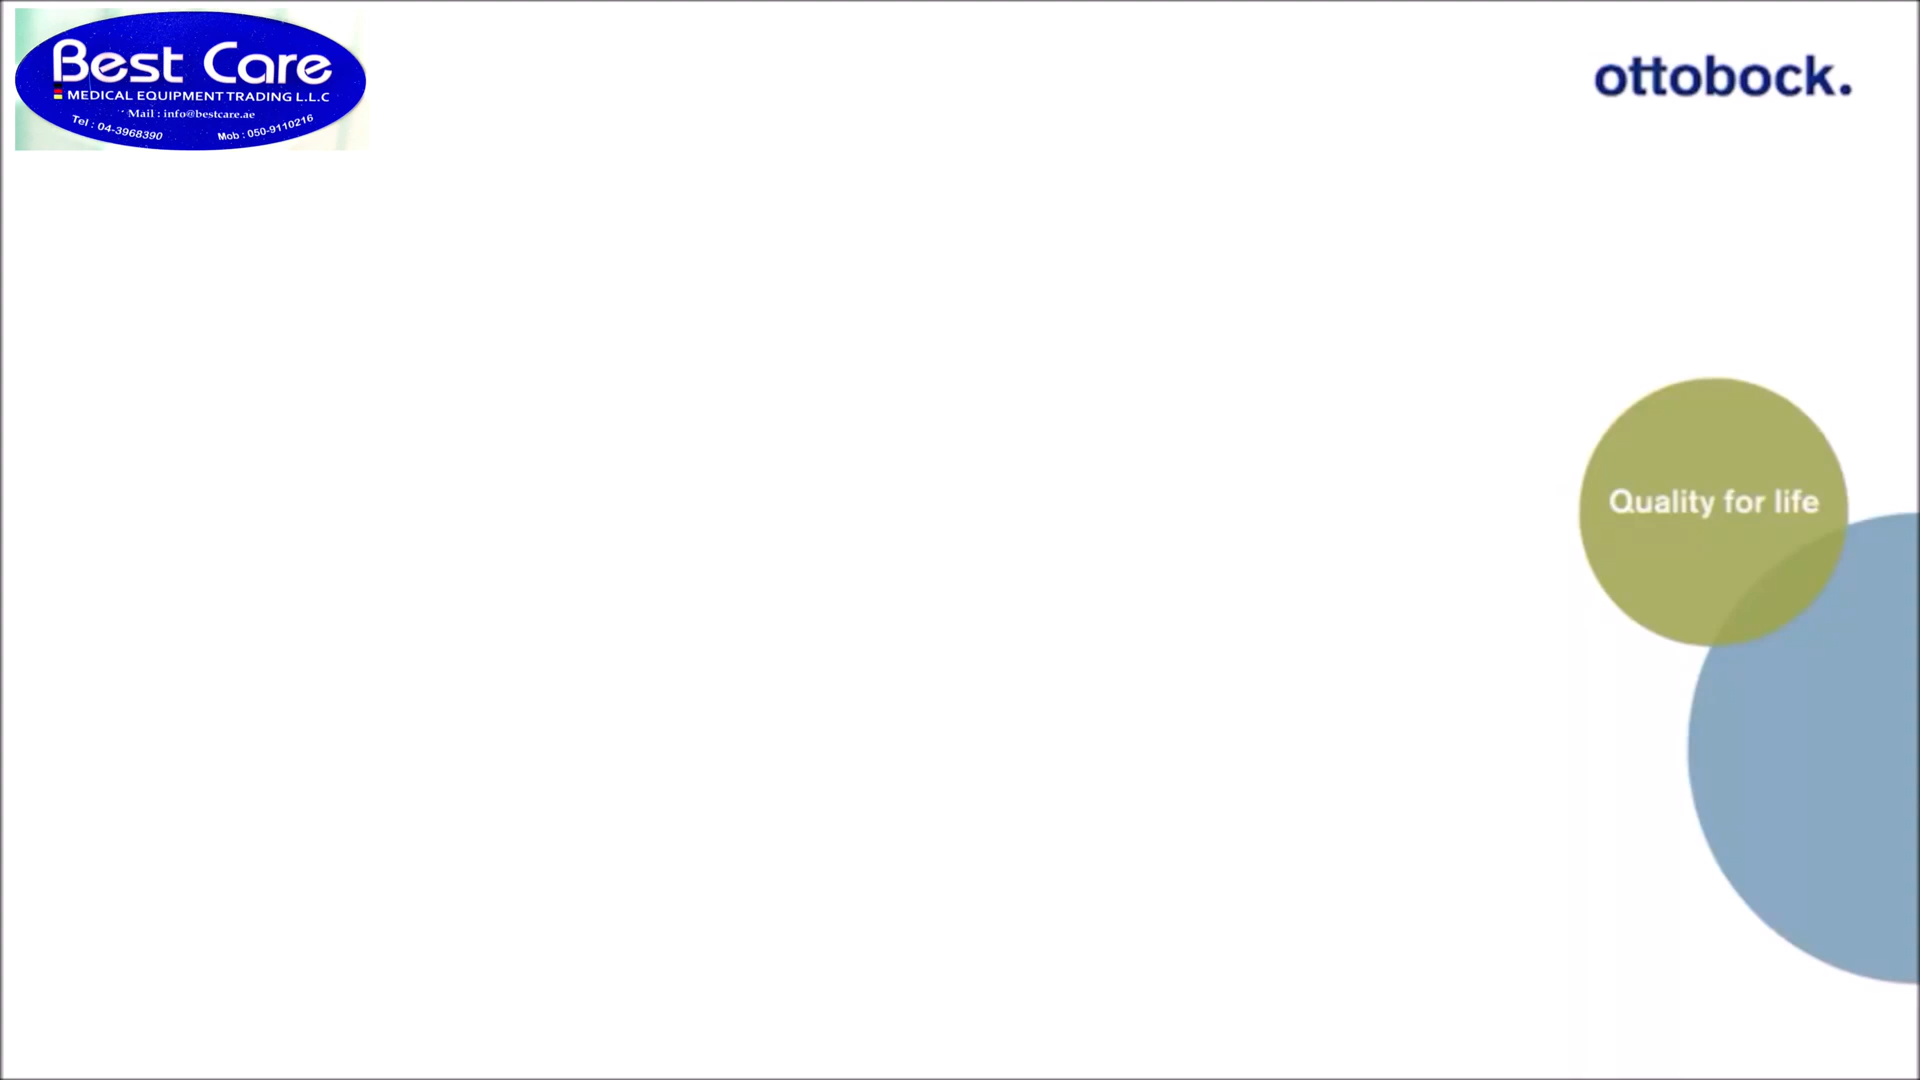 Best Care
MEDICAL EQUIPMENT TRADING L.L.C
Mail : info@bestcare.ae
Tel : 04-3968390
Mob : 050-9110216
ottobock.
Quality for life